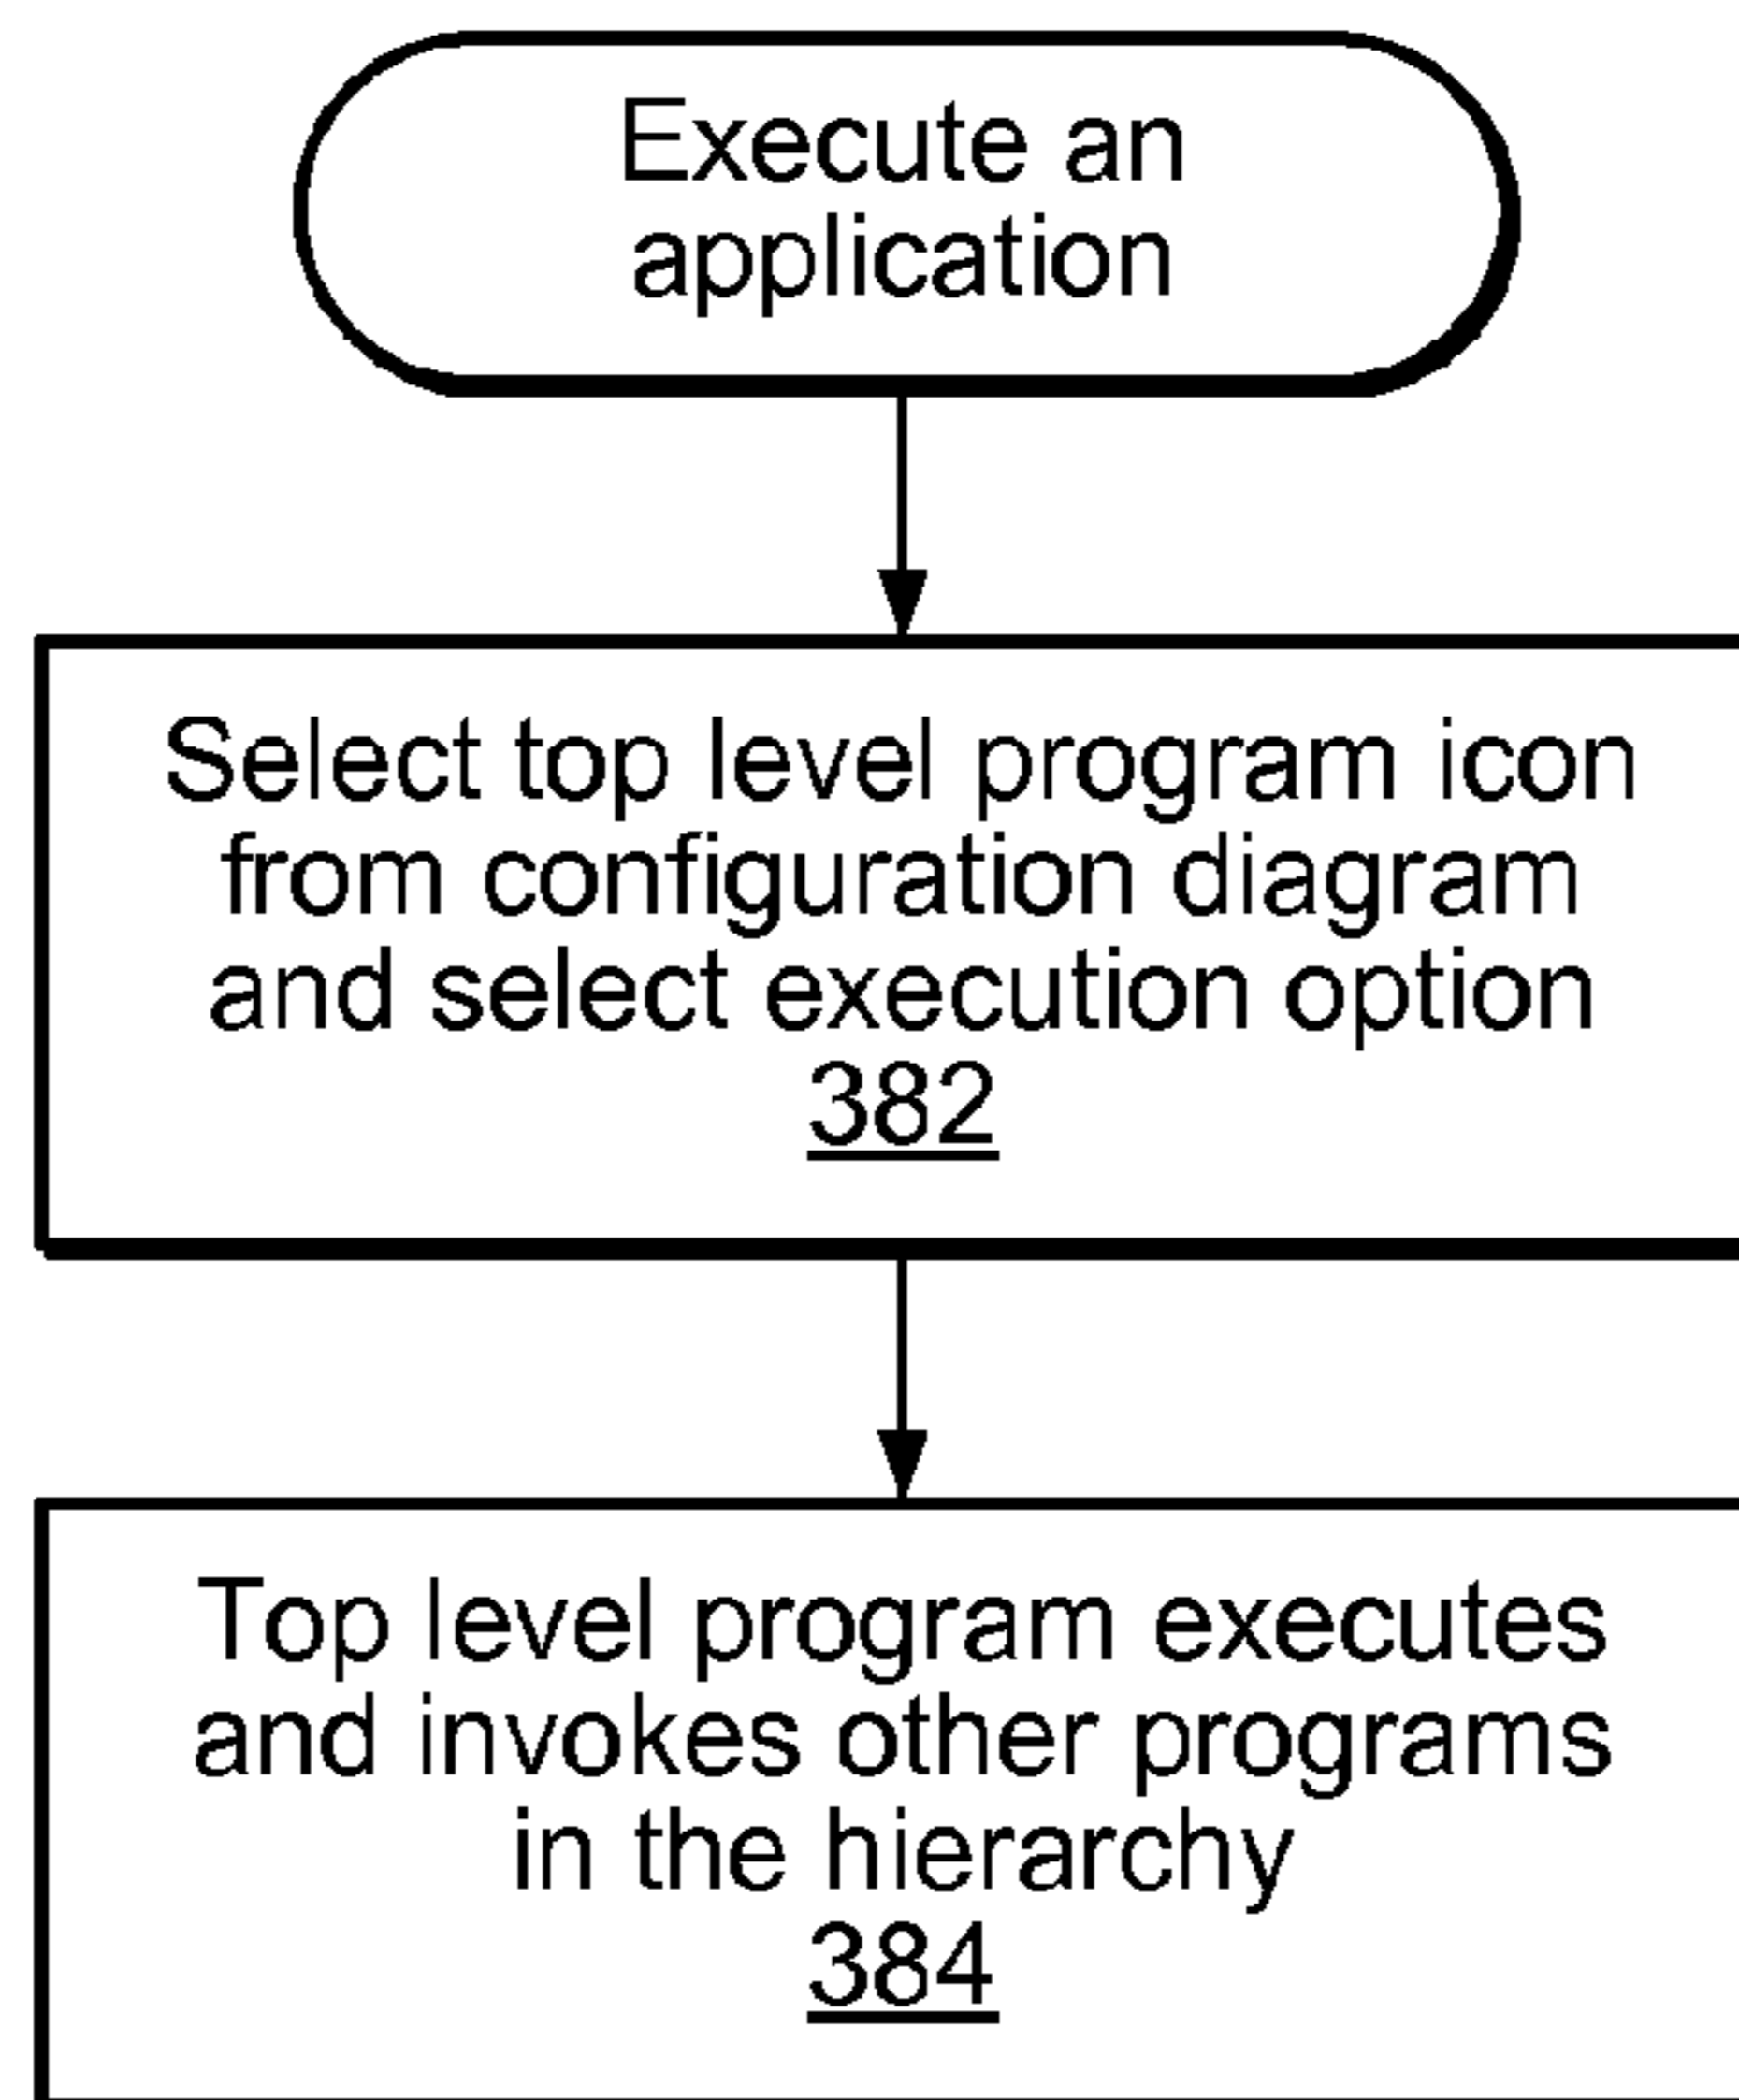 Execute an
application
Select top level program icon
from configuration diagram
and select execution option
382
Top level program executes
and invokes other programs
in the hierarchy
384